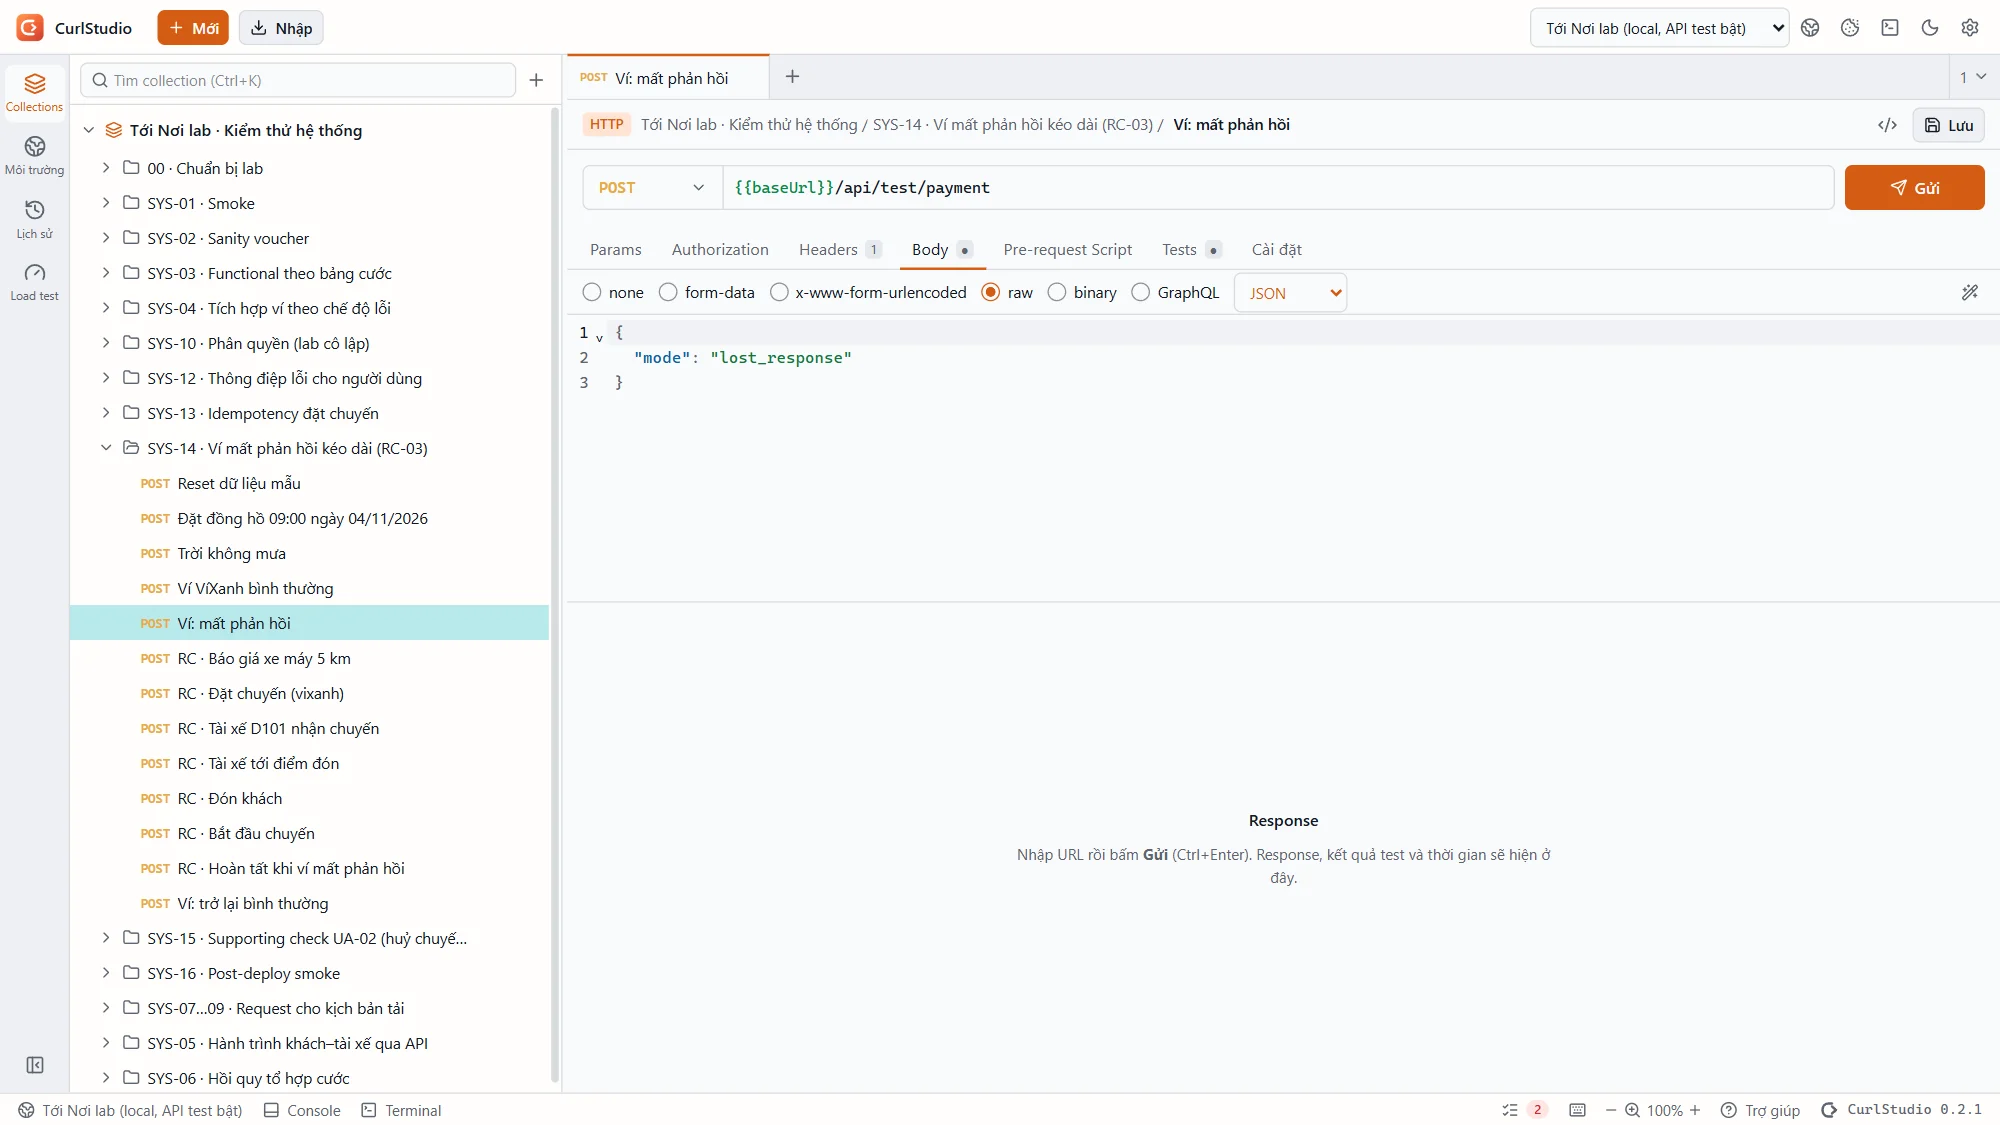 CurlStudio
Mới
Nhập
Tới Nơi lab (local, API test bật)
Collections
Môi trường
Lịch sử
Load test
Tìm collection (Ctrl+K)
Tới Nơi lab · Kiểm thử hệ thống
00 · Chuẩn bị lab
SYS-01 · Smoke
SYS-02 · Sanity voucher
SYS-03 · Functional theo bảng cước
SYS-04 · Tích hợp ví theo chế độ lỗi
SYS-10 · Phân quyền (lab cô lập)
SYS-12 · Thông điệp lỗi cho người dùng
SYS-13 · Idempotency đặt chuyến
SYS-14 · Ví mất phản hồi kéo dài (RC-03)
POST Reset dữ liệu mẫu
POST Đặt đồng hồ 09:00 ngày 04/11/2026
POST Trời không mưa
POST Ví ViXanh bình thường
POST Ví: mất phản hồi
POST RC · Báo giá xe máy 5 km
POST RC · Đặt chuyến (vixanh)
POST RC · Tài xế D101 nhận chuyến
POST RC · Tài xế tới điểm đón
POST RC · Đón khách
POST RC · Bắt đầu chuyến
POST RC · Hoàn tất khi ví mất phản hồi
POST Ví: trở lại bình thường
SYS-15 · Supporting check UA-02 (huỷ chuyế...
SYS-16 · Post-deploy smoke
SYS-07...09 · Request cho kịch bản tải
SYS-05 · Hành trình khách–tài xế qua API
SYS-06 · Hồi quy tổ hợp cước
POST Ví: mất phản hồi
1
HTTP Tới Nơi lab · Kiểm thử hệ thống / SYS-14 · Ví mất phản hồi kéo dài (RC-03) / Ví: mất phản hồi
</> Lưu
POST {{baseUrl}}/api/test/payment Gửi
Params Authorization Headers 1 Body Pre-request Script Tests Cài đặt
none form-data x-www-form-urlencoded raw binary GraphQL JSON
1 {
2 "mode": "lost_response"
3 }
Response
Nhập URL rồi bấm Gửi (Ctrl+Enter). Response, kết quả test và thời gian sẽ hiện ở
đây.
Tới Nơi lab (local, API test bật) Console Terminal
2 100% Trợ giúp CurlStudio 0.2.1